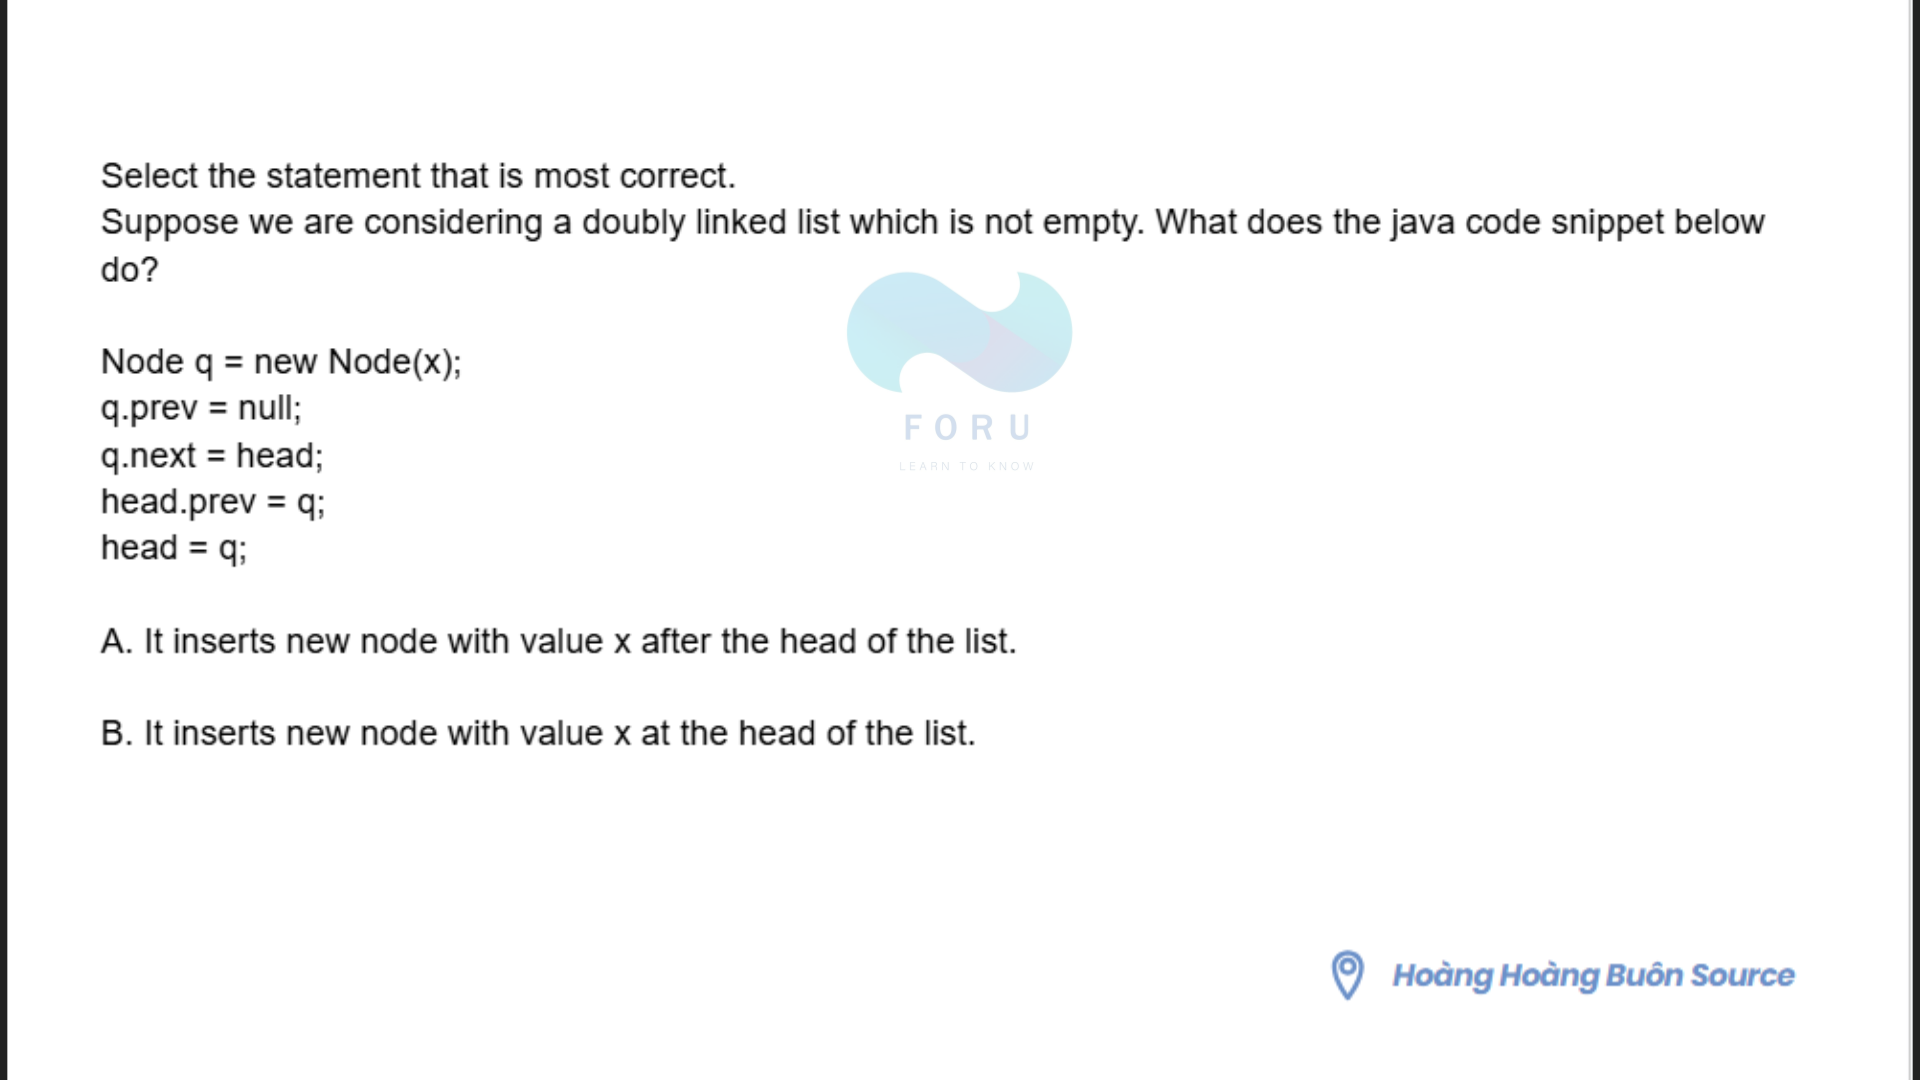 Select the statement that is most correct.
Suppose we are considering a doubly linked list which is not empty. What does the java code snippet below
do?
Node q = new Node(x);
q.prev = null;
q.next = head;
head.prev = q;
head = q;
FORU
LEARN TO KNOW
A. It inserts new node with value x after the head of the list.
B. It inserts new node with value x at the head of the list.
Hoàng Hoàng Buôn Source